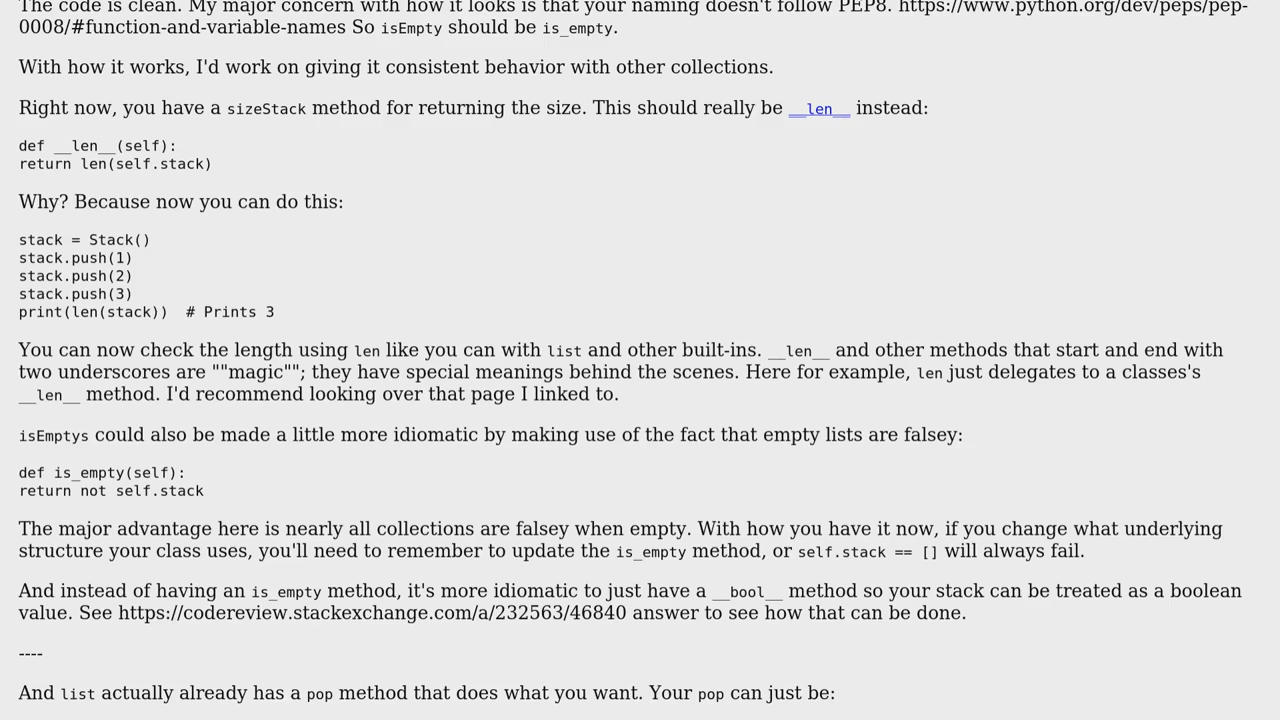 The code is clean. My major concern with how it looks is that your naming doesn't follow PEP8. https://www.python.org/dev/peps/pep-
0008/#function-and-variable-names So isEmpty should be is_empty.
With how it works, I'd work on giving it consistent behavior with other collections.
Right now, you have a sizeStack method for returning the size. This should really be __len__ instead:
def __len__(self):
return len(self.stack)
Why? Because now you can do this:
stack = Stack()
stack.push(1)
stack.push(2)
stack.push(3)
print(len(stack))  # Prints 3
You can now check the length using len like you can with list and other built-ins. __len__ and other methods that start and end with
two underscores are ""magic""; they have special meanings behind the scenes. Here for example, len just delegates to a classes's
__len__ method. I'd recommend looking over that page I linked to.
isEmptys could also be made a little more idiomatic by making use of the fact that empty lists are falsey:
def is_empty(self):
return not self.stack
The major advantage here is nearly all collections are falsey when empty. With how you have it now, if you change what underlying
structure your class uses, you'll need to remember to update the is_empty method, or self.stack == [] will always fail.
And instead of having an is_empty method, it's more idiomatic to just have a __bool__ method so your stack can be treated as a boolean
value. See https://codereview.stackexchange.com/a/232563/46840 answer to see how that can be done.
----
And list actually already has a pop method that does what you want. Your pop can just be: